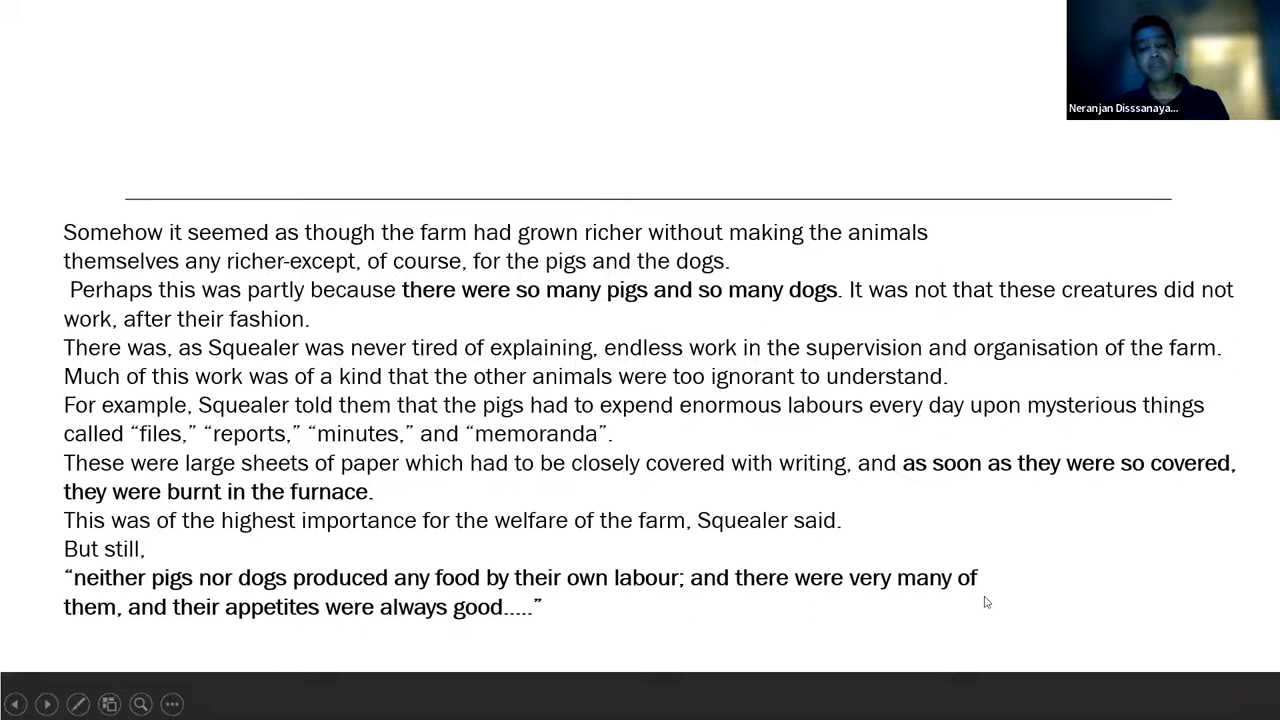 Neranjan Disssanaya...
Somehow it seemed as though the farm had grown richer without making the animals
themselves any richer-except, of course, for the pigs and the dogs.
Perhaps this was partly because there were so many pigs and so many dogs. It was not that these creatures did not
work, after their fashion.
There was, as Squealer was never tired of explaining, endless work in the supervision and organisation of the farm.
Much of this work was of a kind that the other animals were too ignorant to understand.
For example, Squealer told them that the pigs had to expend enormous labours every day upon mysterious things
called “files,” “reports,” “minutes,” and “memoranda”.
These were large sheets of paper which had to be closely covered with writing, and as soon as they were so covered,
they were burnt in the furnace.
This was of the highest importance for the welfare of the farm, Squealer said.
But still,
“neither pigs nor dogs produced any food by their own labour; and there were very many of
them, and their appetites were always good.....”